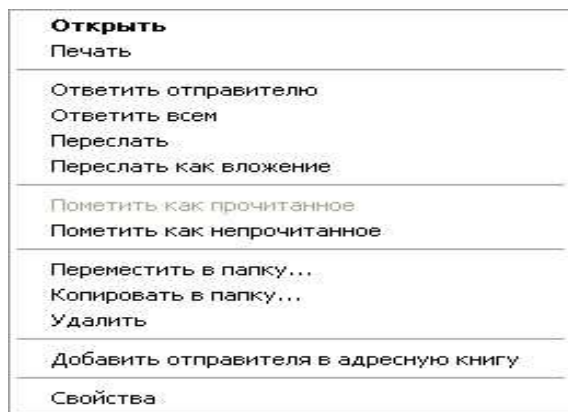 Открыть
Печать
Ответить отправителю
Ответить всем
Переслать
Переслать как вложение
Пометить как прочитанное
Пометить как непрочитанное
Переместить в папку...
Копировать в папку...
Удалить
Добавить отправителя в адресную книгу
Свойства